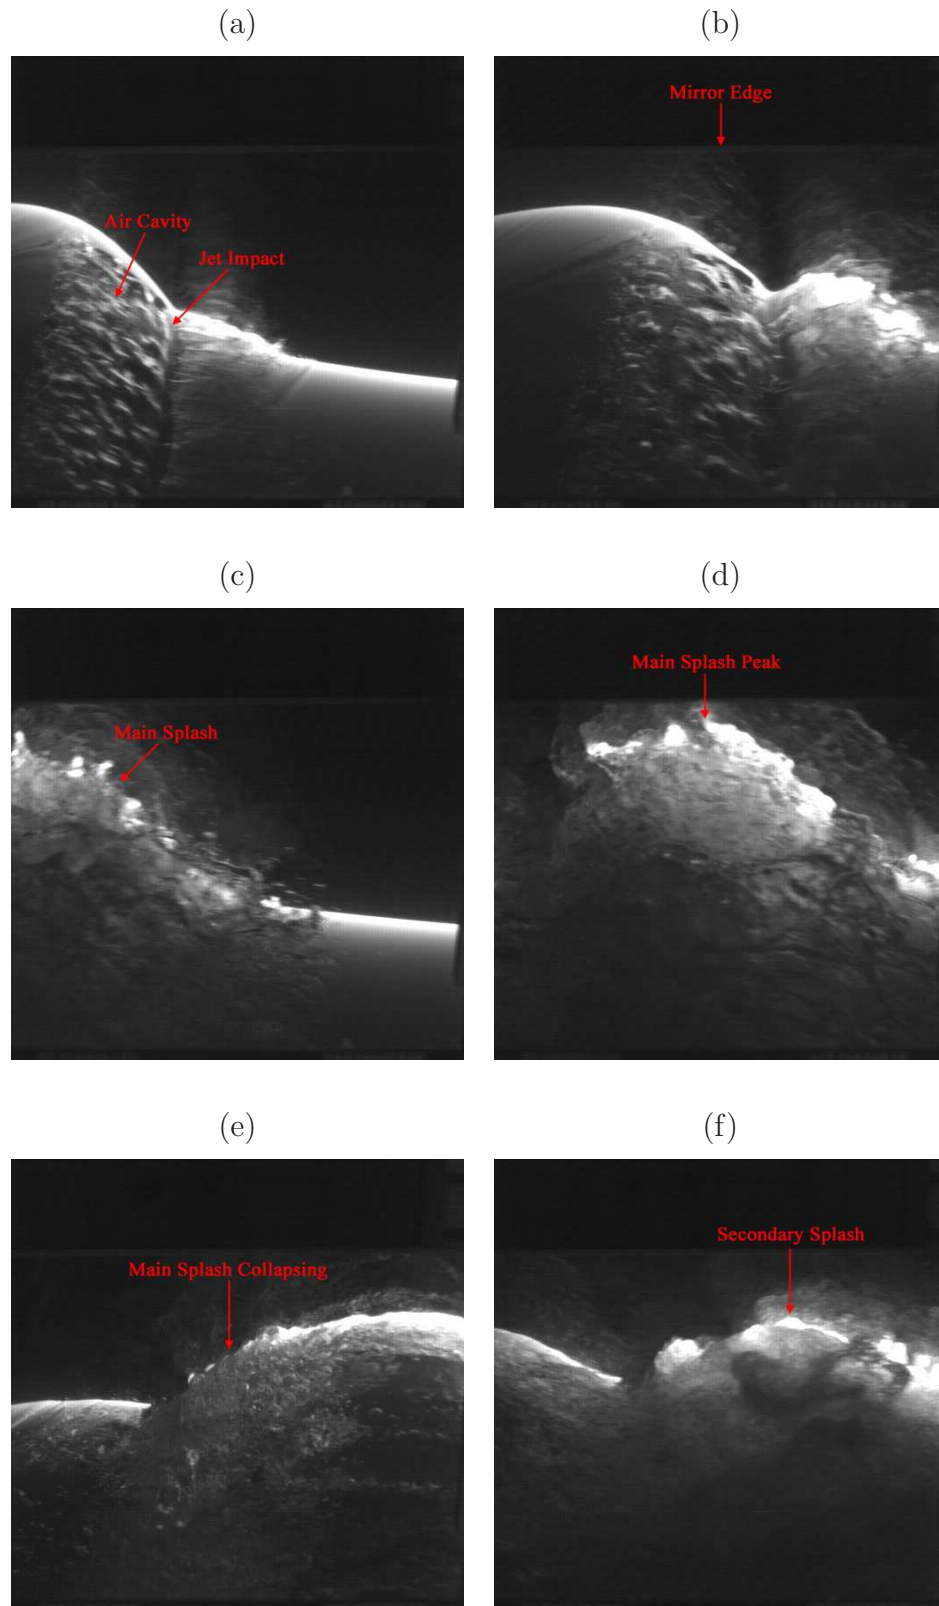 (a)
(b)
Mirror Edge
Air Cavity
Jet Impact
(c)
(d)
Main Splash Peak
Main Splash
(e)
(f)
Secondary Splash
Main Splash Collapsing